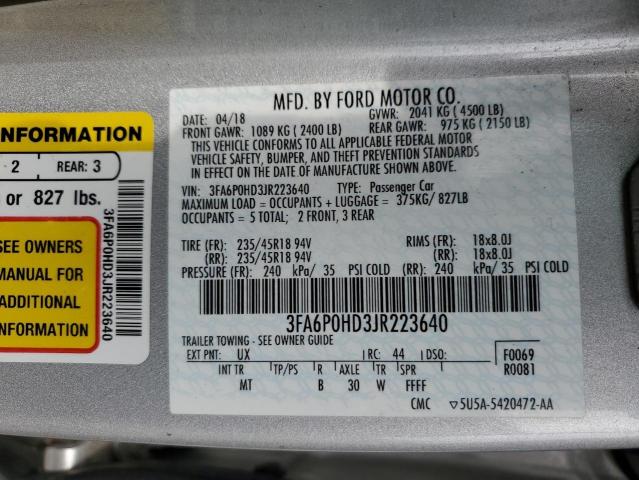 INFORMATION
2 REAR: 3
or 827 lbs.
SEE OWNERS
MANUAL FOR
ADDITIONAL
INFORMATION
3FA6P0HD3JR223640
MFD. BY FORD MOTOR CO.
DATE: 04/18 GVWR: 2041 KG ( 4500 LB)
FRONT GAWR: 1089 KG ( 2400 LB) REAR GAWR: 975 KG ( 2150 LB)
THIS VEHICLE CONFORMS TO ALL APPLICABLE FEDERAL MOTOR
VEHICLE SAFETY, BUMPER, AND THEFT PREVENTION STANDARDS
IN EFFECT ON THE DATE OF MANUFACTURE SHOWN ABOVE.
VIN: 3FA6P0HD3JR223640 TYPE: Passenger Car
MAXIMUM LOAD = OCCUPANTS + LUGGAGE = 375KG/ 827LB
OCCUPANTS = 5 TOTAL; 2 FRONT, 3 REAR
TIRE (FR): 235/45R18 94V RIMS (FR): 18x8.0J
(RR): 235/45R18 94V (RR): 18x8.0J
PRESSURE (FR): 240 kPa/ 35 PSI COLD (RR): 240 kPa/ 35 PSI COLD
3FA6P0HD3JR223640
TRAILER TOWING - SEE OWNER GUIDE
EXT PNT: UX RC: 44 DSO: F0069
INT TR TP/PS R AXLE TR SPR R0081
MT B 30 W FFFF
CMC ▽5U5A-5420472-AA